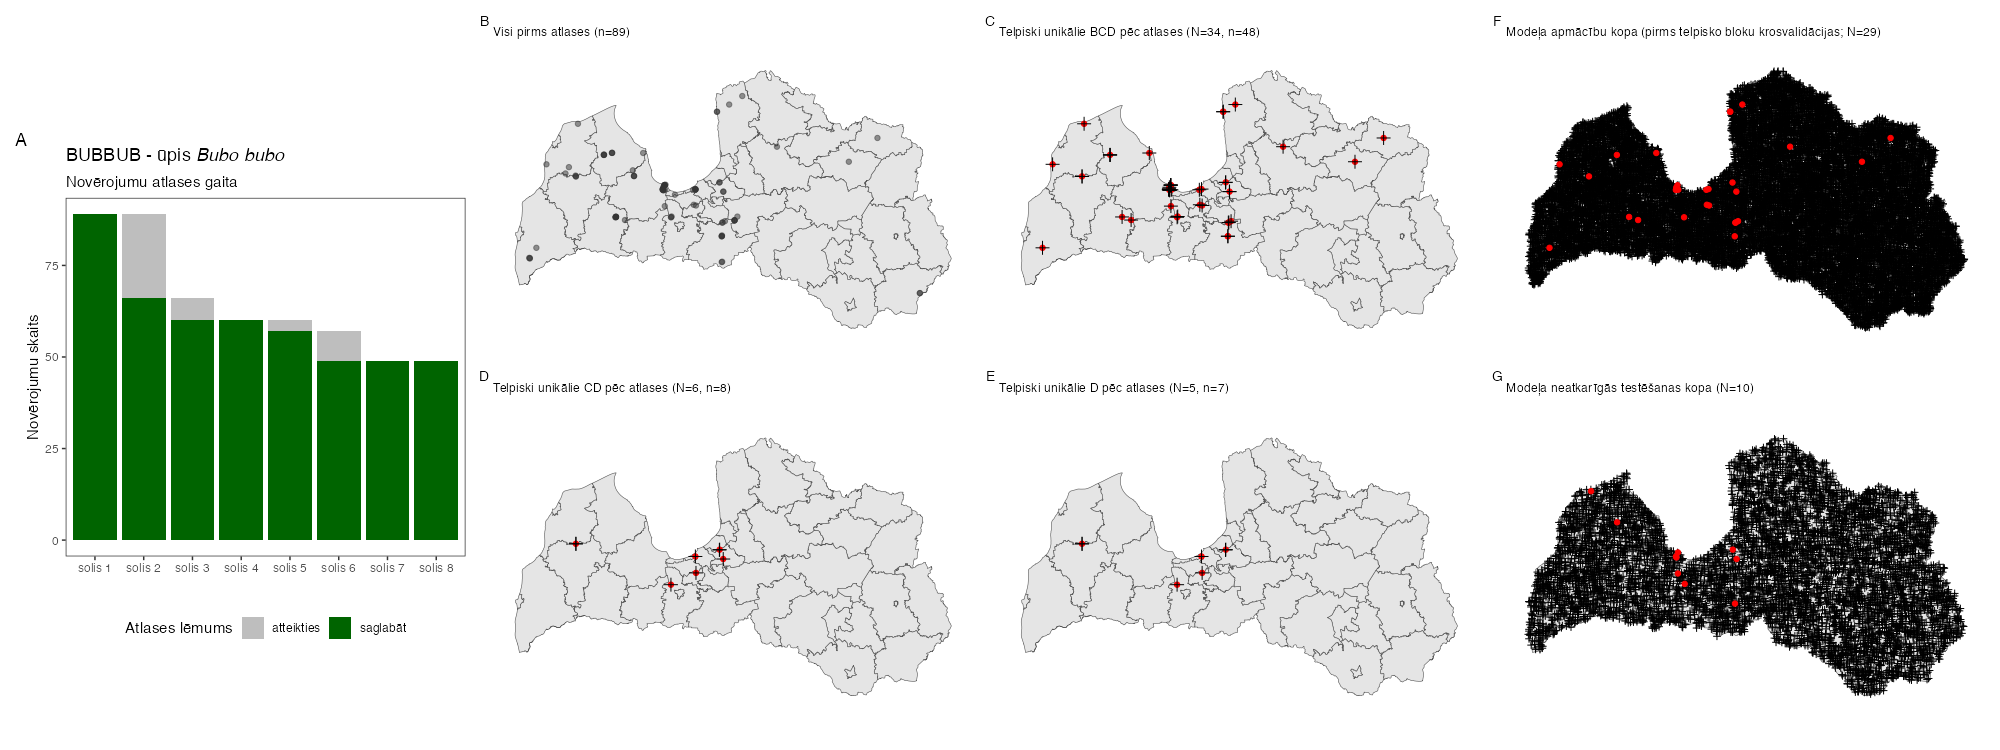 A
BUBBUB - ūpis Bubo bubo
Novērojumu atlases gaita
Novērojumu skaits
75
50
25
0
solis 1
solis 2
solis 3
solis 4
solis 5
solis 6
solis 7
solis 8
Atlases lēmums
atteikties
saglabāt
B
Visi pirms atlases (n=89)
C
Telpiski unikālie BCD pēc atlases (N=34, n=48)
F
Modeļa apmācību kopa (pirms telpisko bloku krosvalidācijas; N=29)
D
Telpiski unikālie CD pēc atlases (N=6, n=8)
E
Telpiski unikālie D pēc atlases (N=5, n=7)
G
Modeļa neatkarīgās testēšanas kopa (N=10)